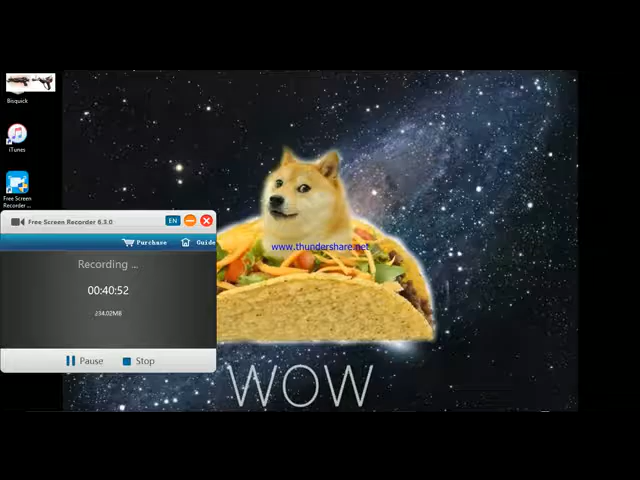 Bisquick
iTunes
Free Screen
Recorder ...
Free Screen Recorder 6.3.0
EN
Purchase
Guide
Recording ...
00:40:52
334.02MB
Pause
Stop
www.thundershare.net
WOW